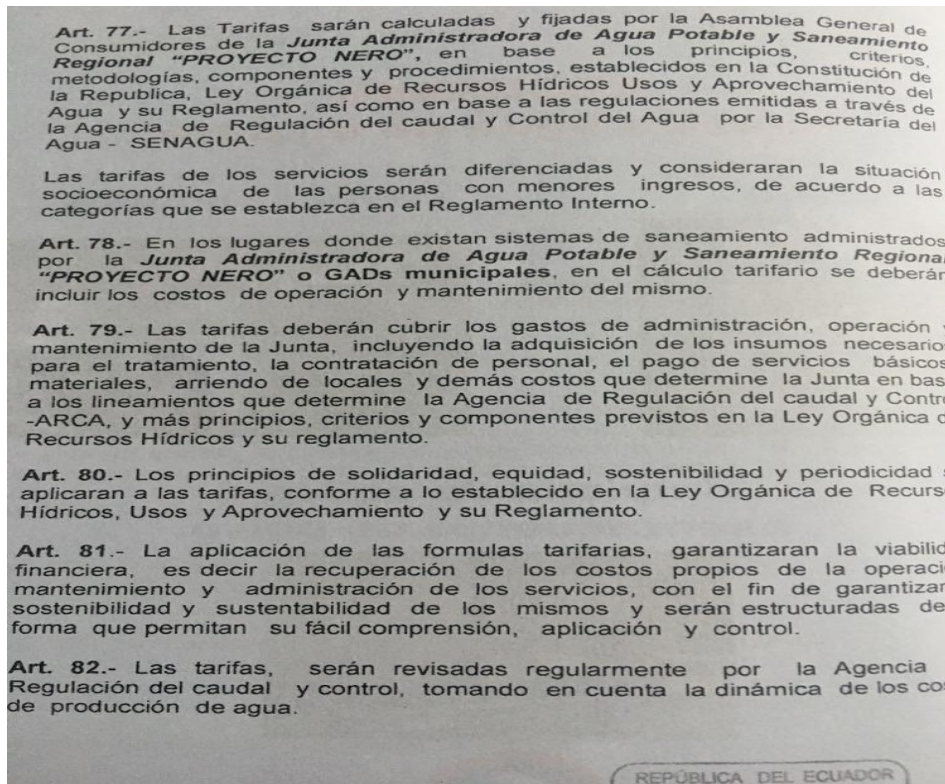 Art. 77.- Las Tarifas sarán calculadas y fijadas por la Asamblea General de
Consumidores de la Junta Administradora de Agua Potable y Saneamiento
Regional “PROYECTO NERO”, en base a los principios, criterios,
metodologías, componentes y procedimientos, establecidos en la Constitución de
la Republica, Ley Orgánica de Recursos Hídricos Usos y Aprovechamiento del
Agua y su Reglamento, así como en base a las regulaciones emitidas a través de
la Agencia de Regulación del caudal y Control del Agua por la Secretaria del
Agua - SENAGUA.
Las tarifas de los servicios serán diferenciadas y consideraran la situación
socioeconómica de las personas con menores ingresos, de acuerdo a las
categorías que se establezca en el Reglamento Interno.
Art. 78.- En los lugares donde existan sistemas de saneamiento administrados
por la Junta Administradora de Agua Potable y Saneamiento Regional
“PROYECTO NERO” o GADs municipales, en el cálculo tarifario se deberán
incluir los costos de operación y mantenimiento del mismo.
Art. 79.- Las tarifas deberán cubrir los gastos de administración, operación
mantenimiento de la Junta, incluyendo la adquisición de los insumos necesario
para el tratamiento, la contratación de personal, el pago de servicios básicos
materiales, arriendo de locales y demás costos que determine la Junta en bas
a los lineamientos que determine la Agencia de Regulación del caudal y Contr
-ARCA, y más principios, criterios y componentes previstos en la Ley Orgánica
Recursos Hídricos y su reglamento.
Art. 80.- Los principios de solidaridad, equidad, sostenibilidad y periodicidad
aplicaran a las tarifas, conforme a lo establecido en la Ley Orgánica de Recurs
Hídricos, Usos y Aprovechamiento y su Reglamento.
Art. 81.- La aplicación de las formulas tarifarias, garantizaran la viabilid
financiera, es decir la recuperación de los costos propios de la operaci
mantenimiento y administración de los servicios, con el fin de garantizar
sostenibilidad y sustentabilidad de los mismos y serán estructuradas de
forma que permitan su fácil comprensión, aplicación y control.
Art. 82.- Las tarifas, serán revisadas regularmente por la Agencia
Regulación del caudal y control, tomando en cuenta la dinámica de los cos
de producción de agua.
REPÚBLICA DEL ECUADOR